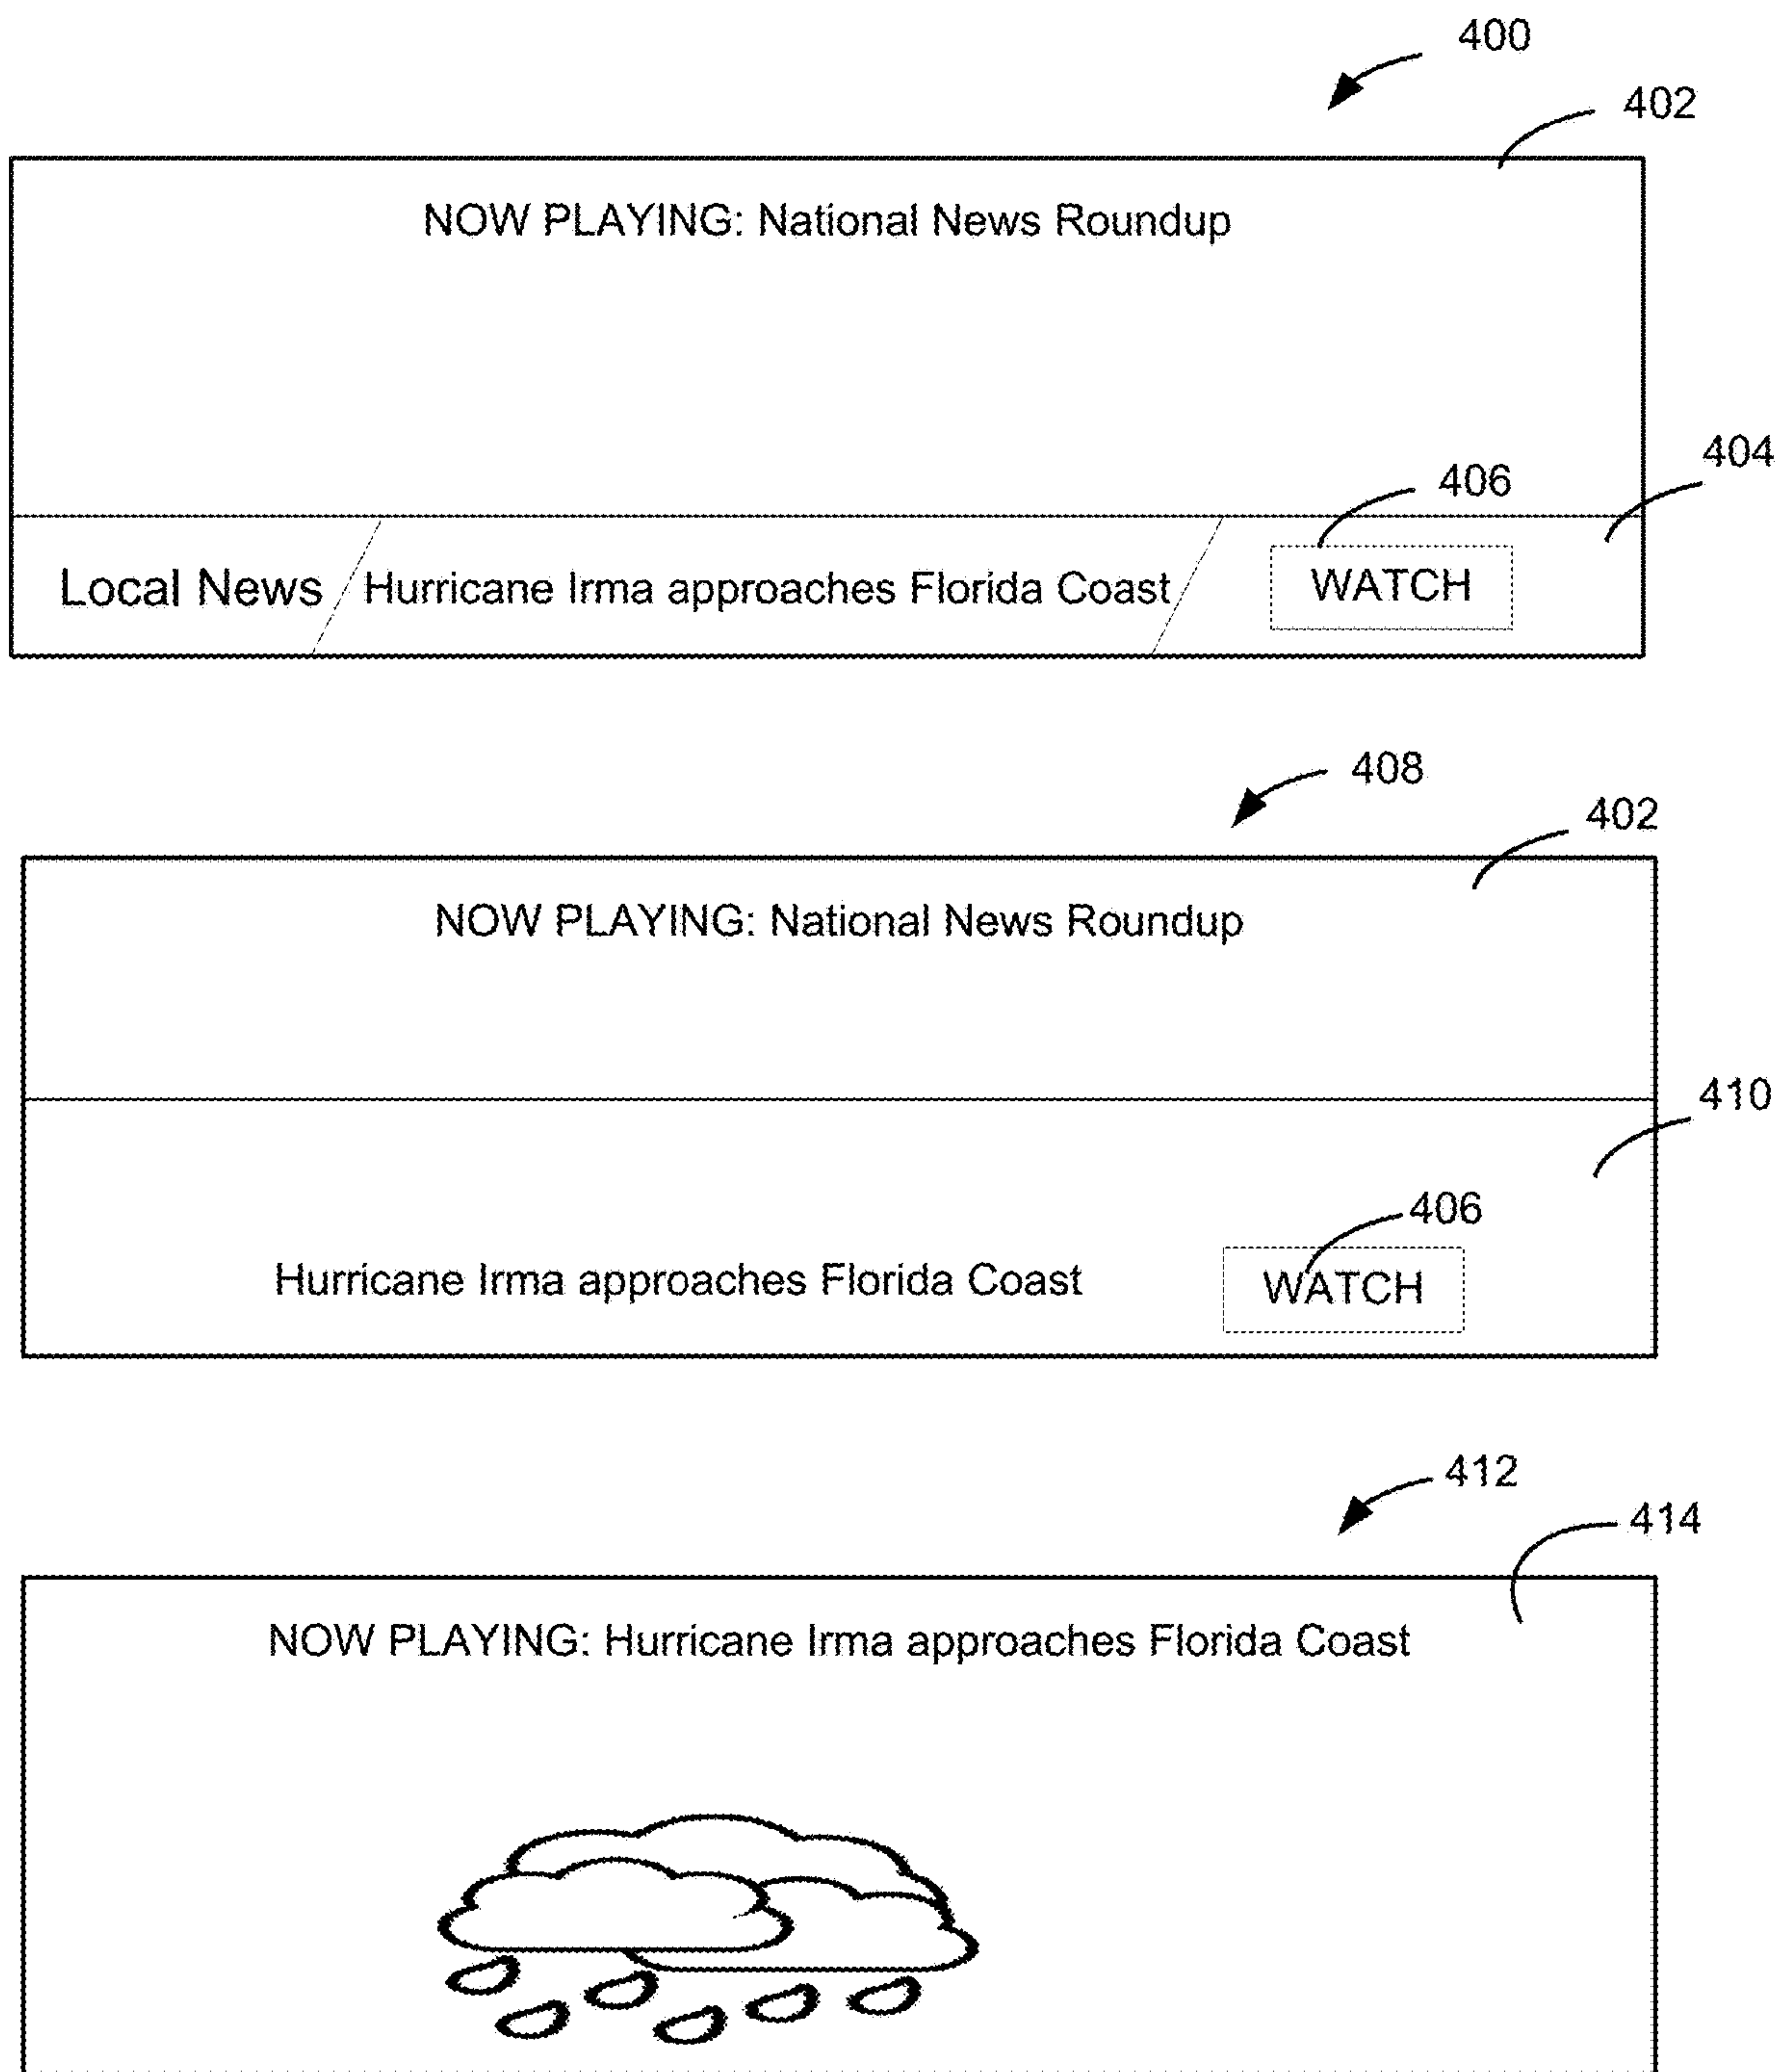 400
402
NOW PLAYING: National News Roundup
404
406
Local News Hurricane Irma approaches Florida Coast WATCH
408
402
NOW PLAYING: National News Roundup
410
406
Hurricane Irma approaches Florida Coast WATCH
412
414
NOW PLAYING: Hurricane Irma approaches Florida Coast